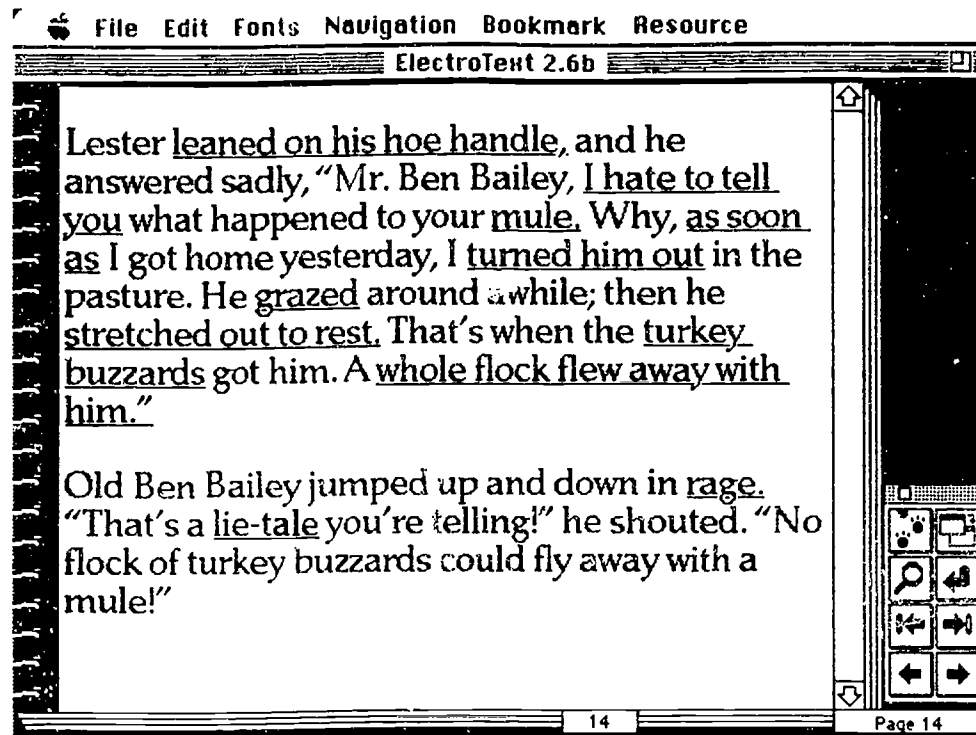 File Edit Fonts Navigation Bookmark Resource
ElectroText 2.6b
Lester leaned on his hoe handle, and he
answered sadly, "Mr. Ben Bailey, I hate to tell
you what happened to your mule. Why, as soon
as I got home yesterday, I turned him out in the
pasture. He grazed around awhile; then he
stretched out to rest. That's when the turkey
buzzards got him. A whole flock flew away with
him."
Old Ben Bailey jumped up and down in rage.
"That's a lie-tale you're telling!" he shouted. "No
flock of turkey buzzards could fly away with a
mule!"
14
Page 14